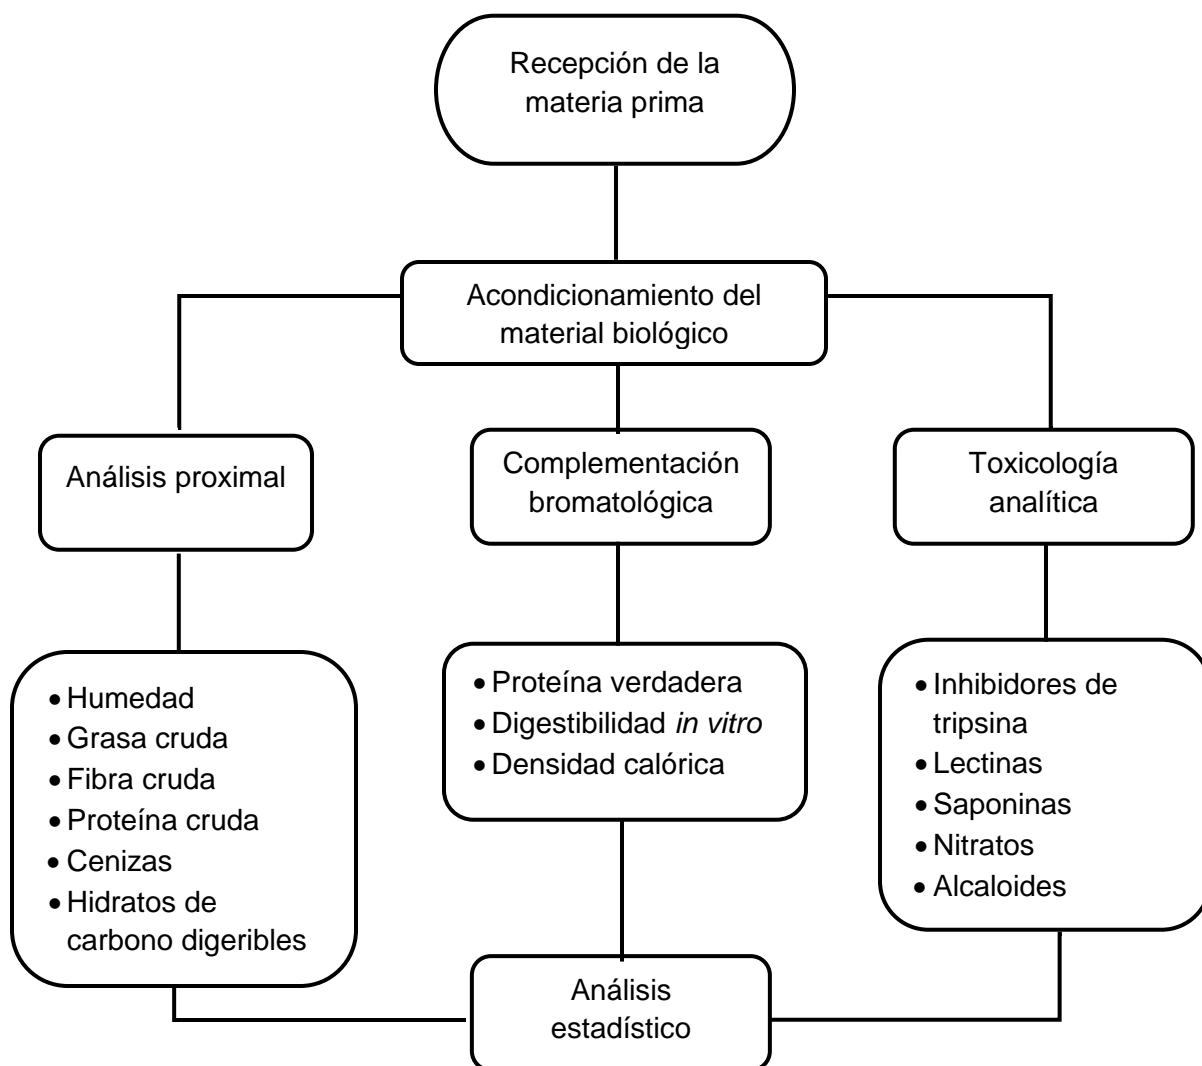 Recepción de la
materia prima
Acondicionamiento del
material biológico
Análisis proximal
Complementación
bromatológica
Toxicología
analítica
• Humedad
• Grasa cruda
• Fibra cruda
• Proteína cruda
• Cenizas
• Hidratos de
carbono digeribles
• Proteína verdadera
• Digestibilidad in vitro
• Densidad calórica
• Inhibidores de
tripsina
• Lectinas
• Saponinas
• Nitratos
• Alcaloides
Análisis
estadístico